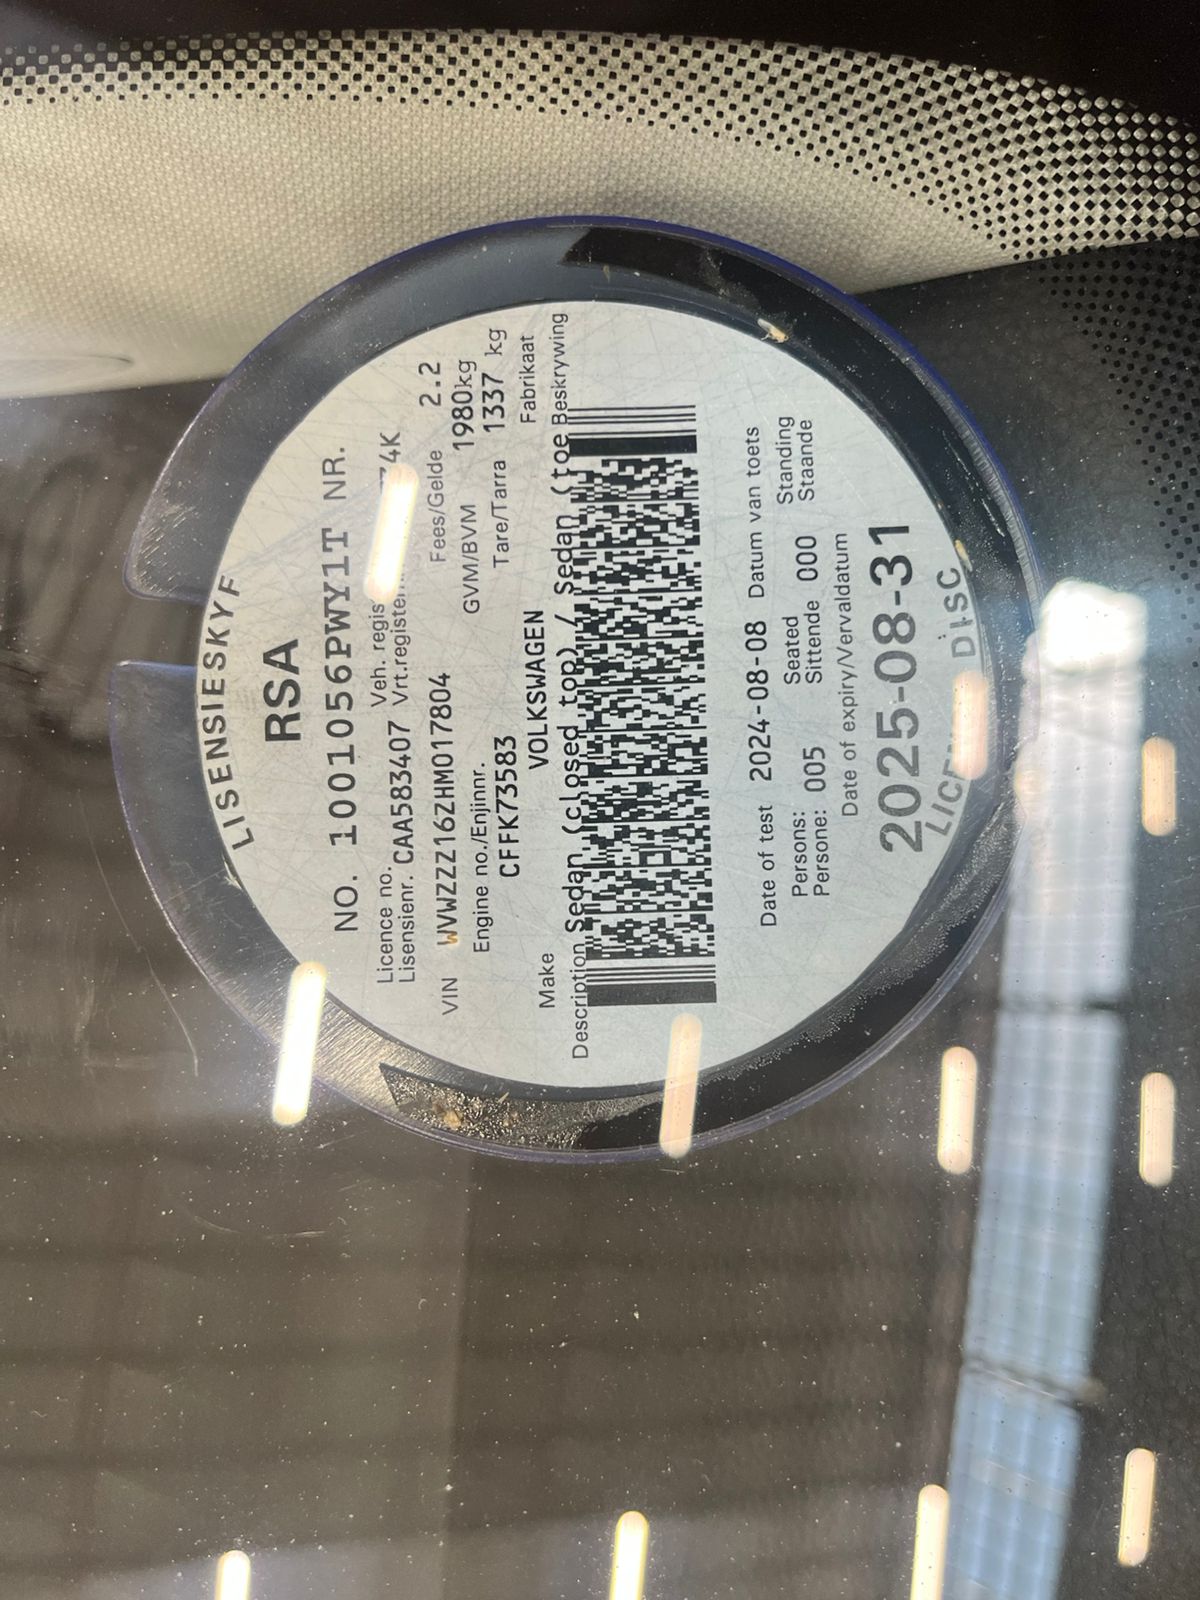 LISENSIESKYF
RSA
NO. 1001056PWY1T NR.
Licence no. Veh. regis
Lisensienr. CAA583407 Vrt.register
4K
VIN WVWZZZ16ZHM017804 Fees/Gelde 2.2
Engine no./Enjinnr. GVM/BVM 1980kg
CFFK73583 Tare/Tarra 1337 kg
Make VOLKSWAGEN Fabrikaat
Description Sedan (closed top) / Sedan (toe Beskrywing
Date of test 2024-08-08 Datum van toets
Persons: 005 Seated 000 Standing
Persone: Sittende Staande
Date of expiry/Vervaldatum
2025-08-31
DISC